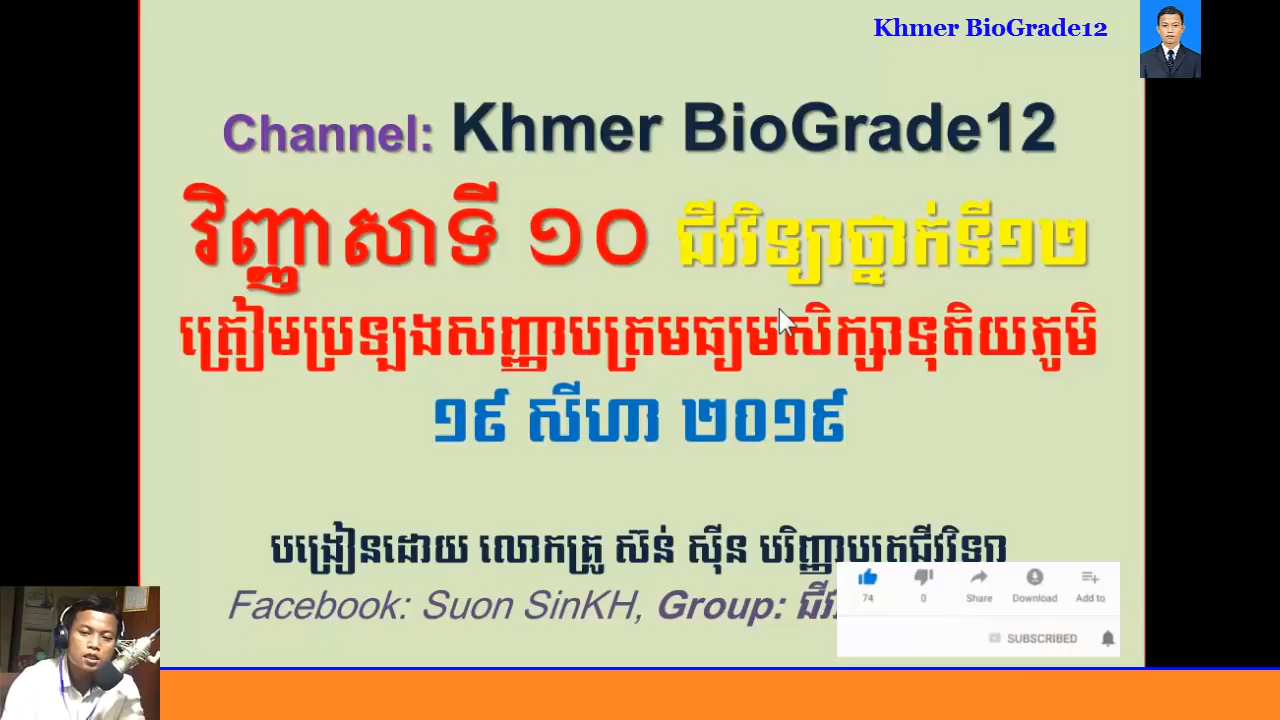 Khmer BioGrade12
Channel: Khmer BioGrade12
វិញ្ញាសាទី ១០ ជីវវិទ្យាថ្នាក់ទី១២
ត្រៀមប្រឡងសញ្ញាបត្រមធ្យមសិក្សាទុតិយភូមិ
១៩ សីហា ២០១៩
បង្រៀនដោយ លោកគ្រូ ស៊ន់ ស៊ីន បរិញ្ញាបត្រជីវវិទ្យា
Facebook: Suon SinKH, Group:
74 0 Share Download Add to
SUBSCRIBED